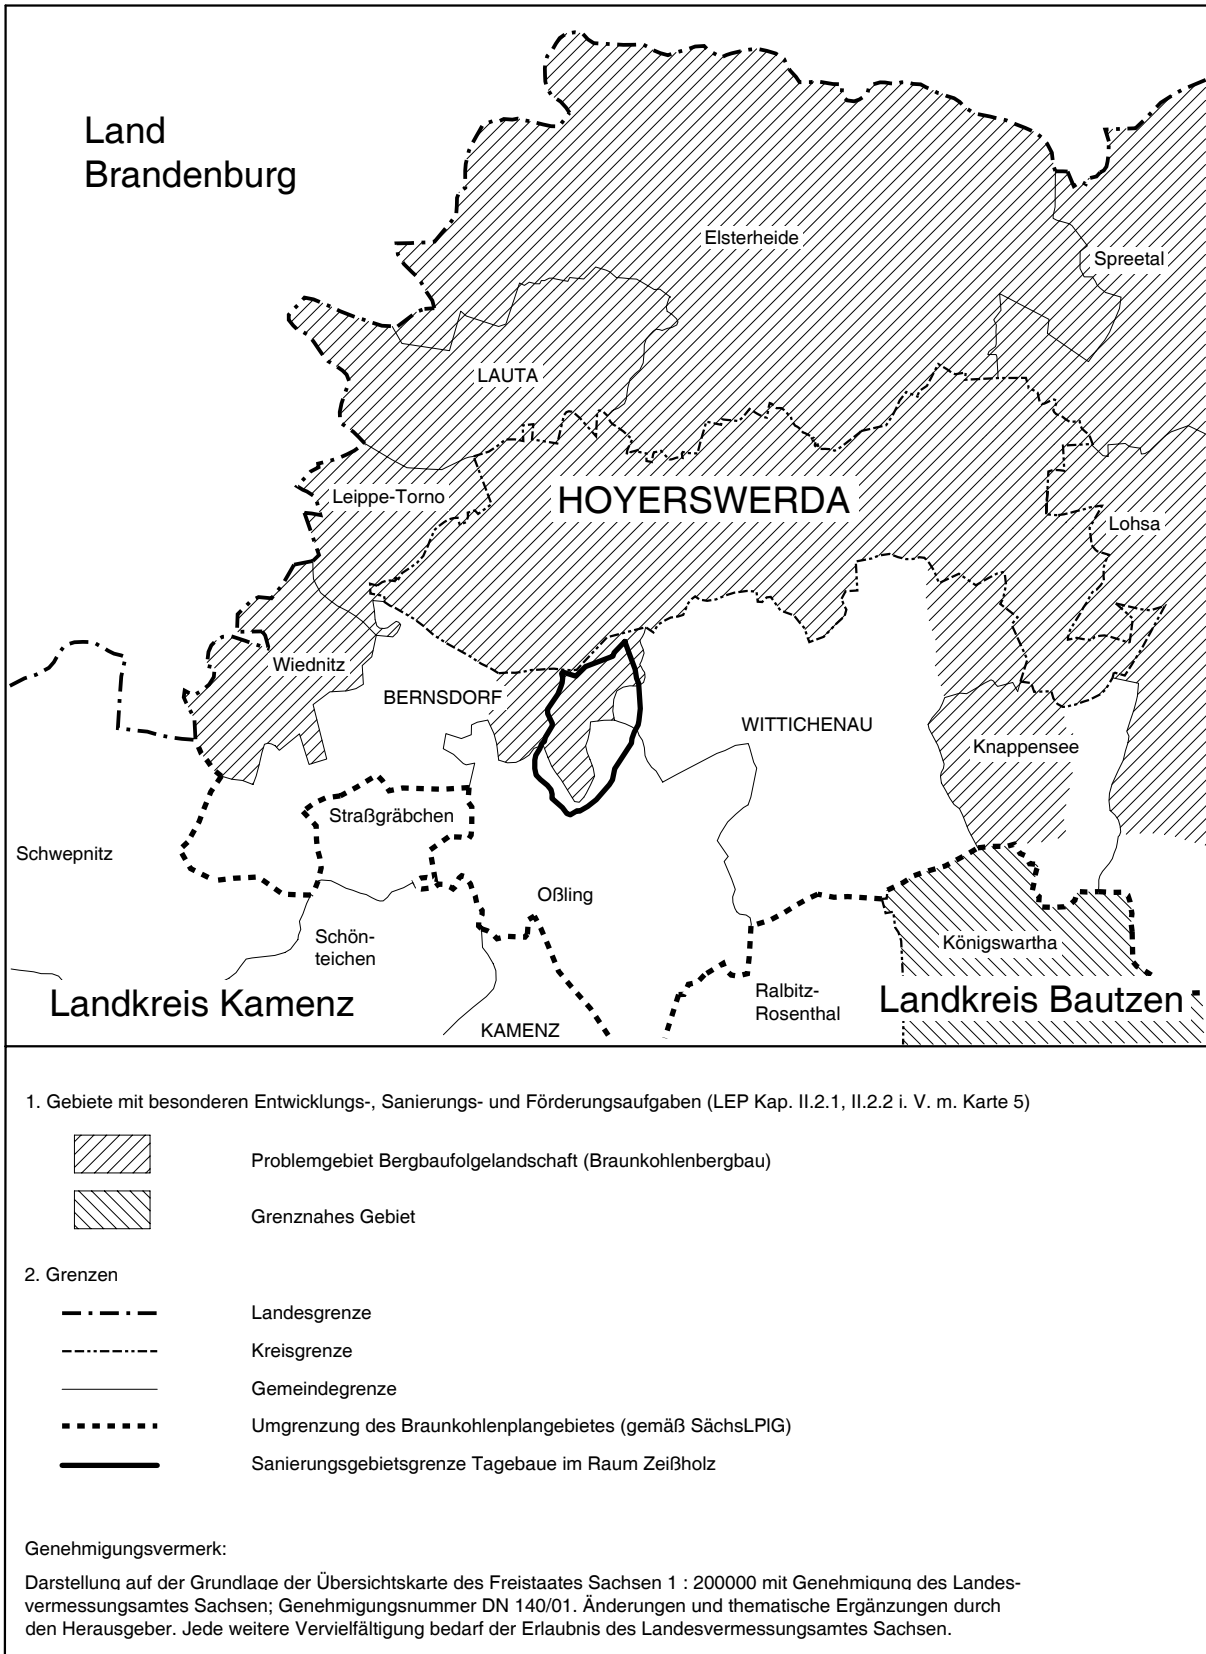 Land
Brandenburg
Elsterheide
Spreetal
LAUTA
Leippe-Torno
HOYERSWERDA
Lohsa
Wiednitz
BERNSDORF
WITTICHENAU
Knappensee
Straßgräbchen
Schwepnitz
Oßling
Schön-
teichen
Königswartha
Landkreis Kamenz
Ralbitz-
Rosenthal
Landkreis Bautzen
KAMENZ
1. Gebiete mit besonderen Entwicklungs-, Sanierungs- und Förderungsaufgaben (LEP Kap. II.2.1, II.2.2 i. V. m. Karte 5)
Problemgebiet Bergbaufolgelandschaft (Braunkohlenbergbau)
Grenznahes Gebiet
2. Grenzen
Landesgrenze
Kreisgrenze
Gemeindegrenze
Umgrenzung des Braunkohlenplangebietes (gemäß SächsLPlG)
Sanierungsgebietsgrenze Tagebaue im Raum Zeißholz
Genehmigungsvermerk:
Darstellung auf der Grundlage der Übersichtskarte des Freistaates Sachsen 1 : 200000 mit Genehmigung des Landes-
vermessungsamtes Sachsen; Genehmigungsnummer DN 140/01. Änderungen und thematische Ergänzungen durch
den Herausgeber. Jede weitere Vervielfältigung bedarf der Erlaubnis des Landesvermessungsamtes Sachsen.